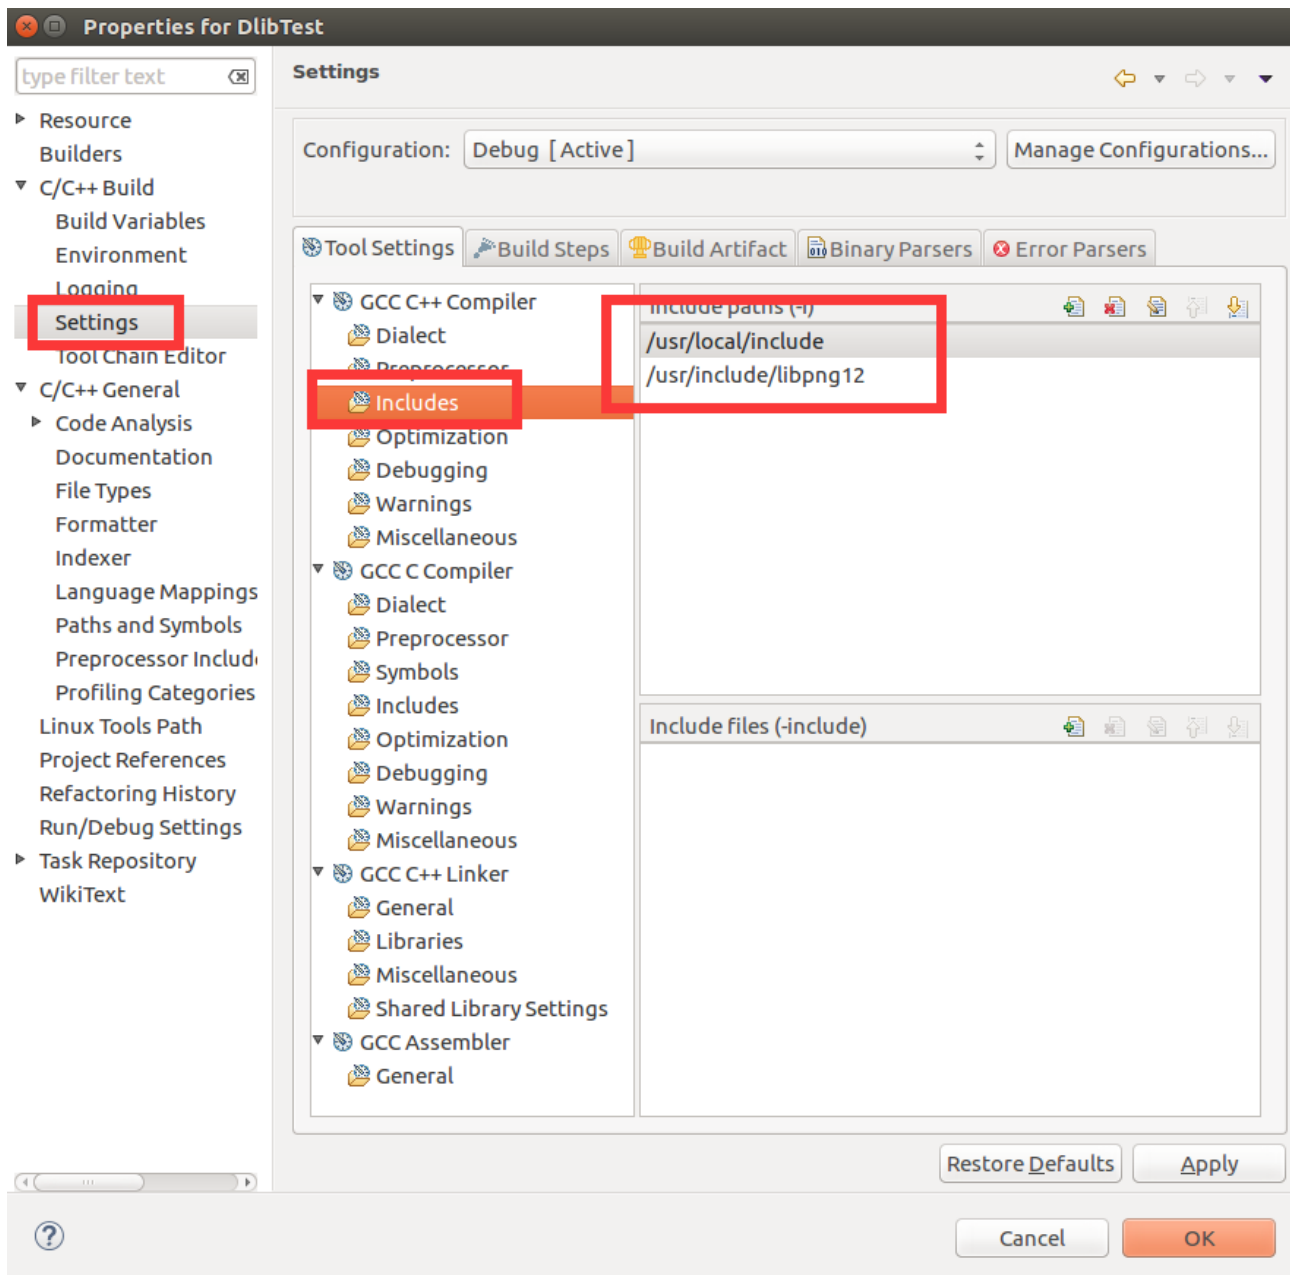 Properties for DlibTest
type filter text
Resource
Builders
C/C++ Build
Build Variables
Environment
Logging
Settings
Tool Chain Editor
C/C++ General
Code Analysis
Documentation
File Types
Formatter
Indexer
Language Mappings
Paths and Symbols
Preprocessor Includ
Profiling Categories
Linux Tools Path
Project References
Refactoring History
Run/Debug Settings
Task Repository
WikiText
Settings
Configuration: Debug [Active] Manage Configurations...
Tool Settings Build Steps Build Artifact Binary Parsers Error Parsers
GCC C++ Compiler
Dialect
Preprocessor
Includes
Optimization
Debugging
Warnings
Miscellaneous
GCC C Compiler
Dialect
Preprocessor
Symbols
Includes
Optimization
Debugging
Warnings
Miscellaneous
GCC C++ Linker
General
Libraries
Miscellaneous
Shared Library Settings
GCC Assembler
General
Include paths (-I)
/usr/local/include
/usr/include/libpng12
Include files (-include)
Restore Defaults Apply
Cancel OK